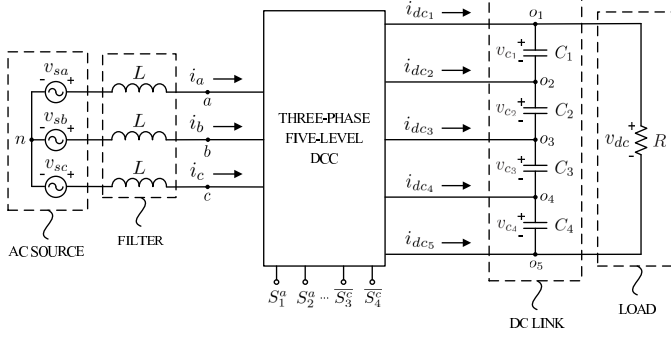 i_{dc_1} o_1
v_{sa} - + L i_a a
v_{c_1} + - C_1
i_{dc_2} o_2
v_{sb} n - + L i_b b
THREE-PHASE
FIVE-LEVEL
DCC
v_{c_2} + - C_2
i_{dc_3} o_3
v_{dc} + - R
v_{sc} - + L i_c c
v_{c_3} + - C_3
i_{dc_4} o_4
v_{c_4} + - C_4
i_{dc_5} o_5
AC SOURCE
FILTER
S_1^a S_2^a ... \overline{S_3^c} \overline{S_4^c}
DC LINK
LOAD